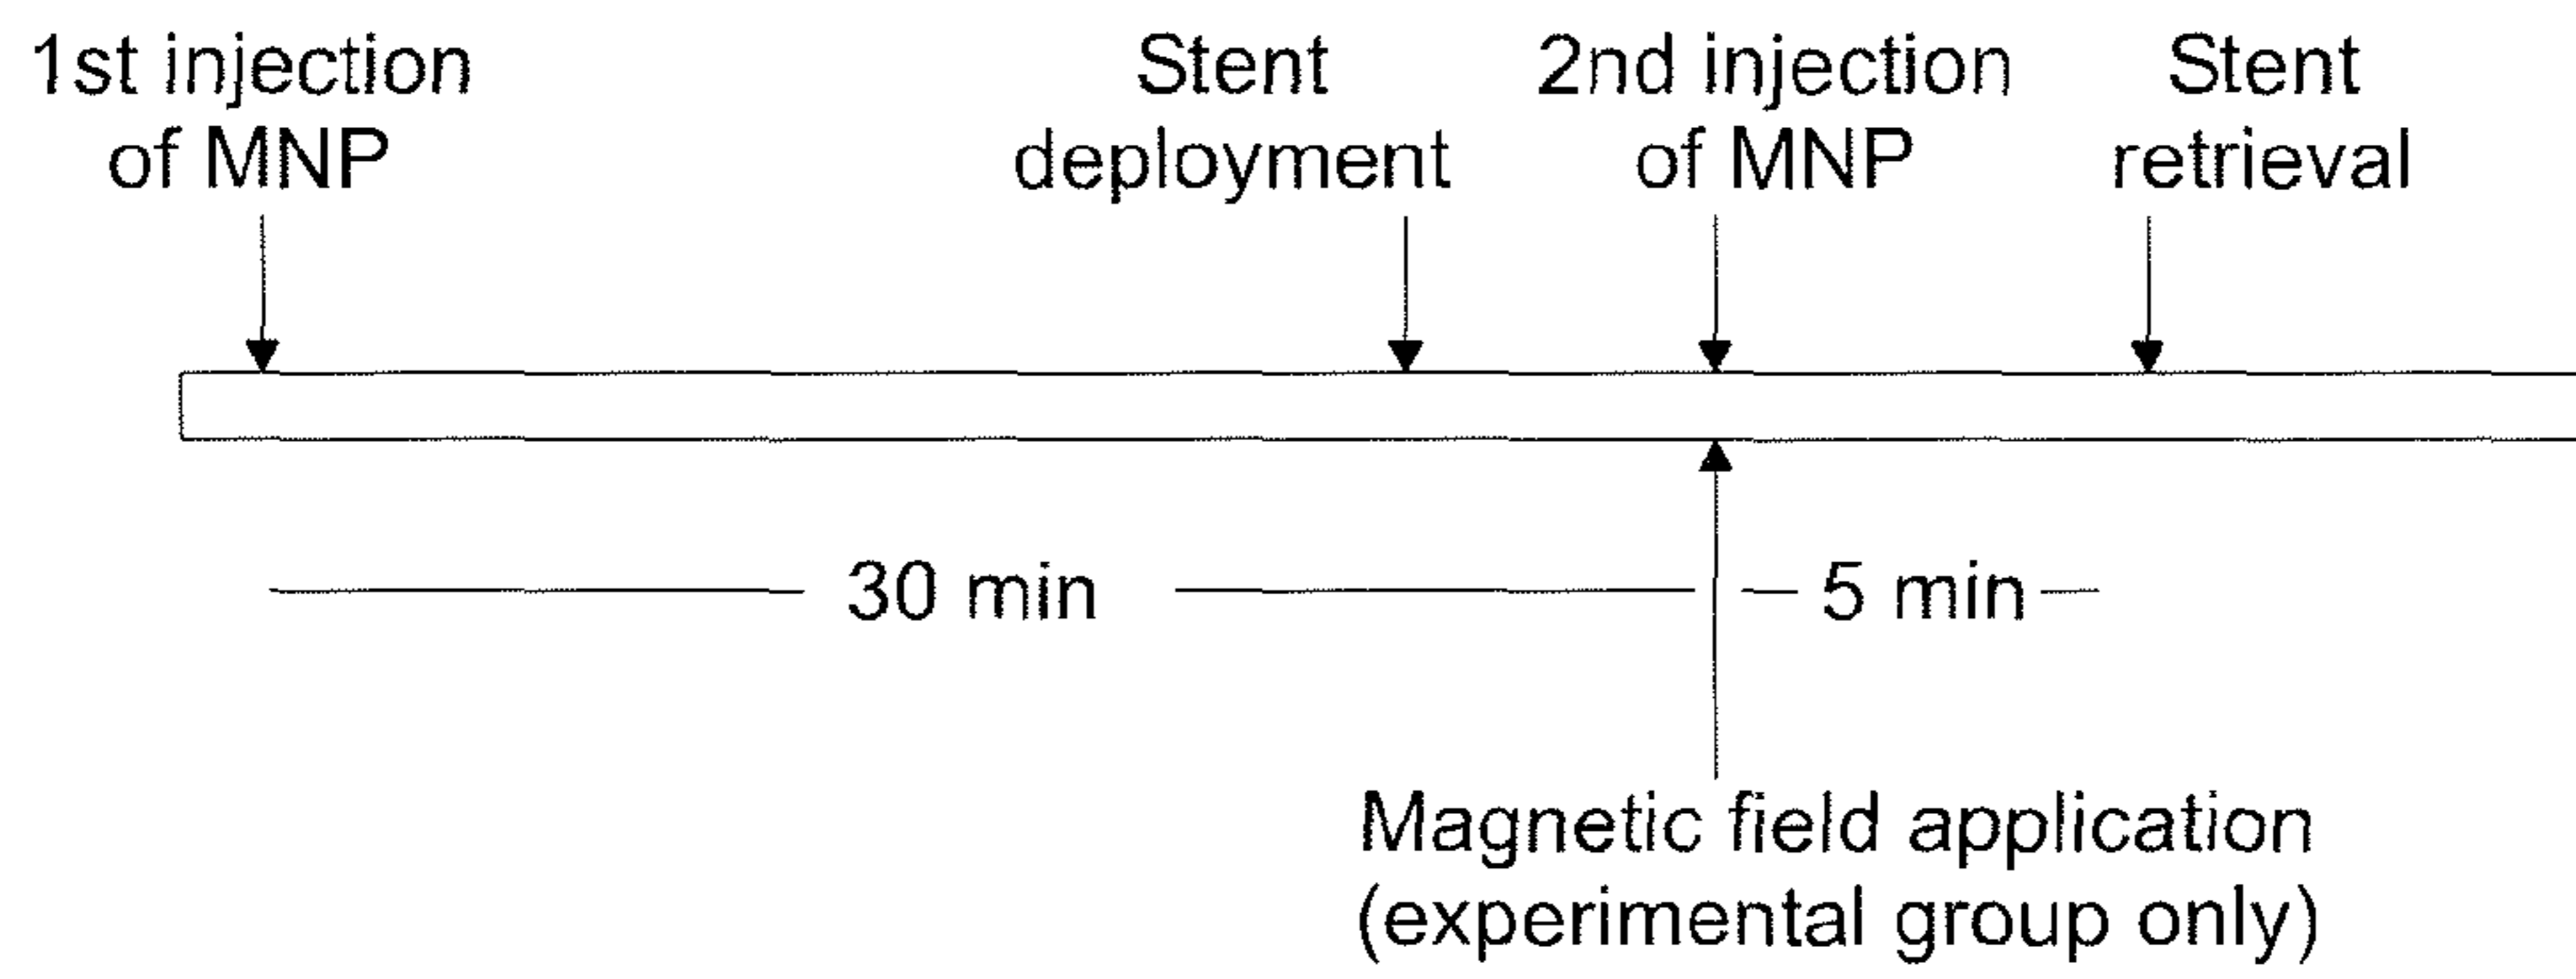 1st injection
of MNP
Stent
deployment
2nd injection
of MNP
Stent
retrieval
30 min
5 min
Magnetic field application
(experimental group only)